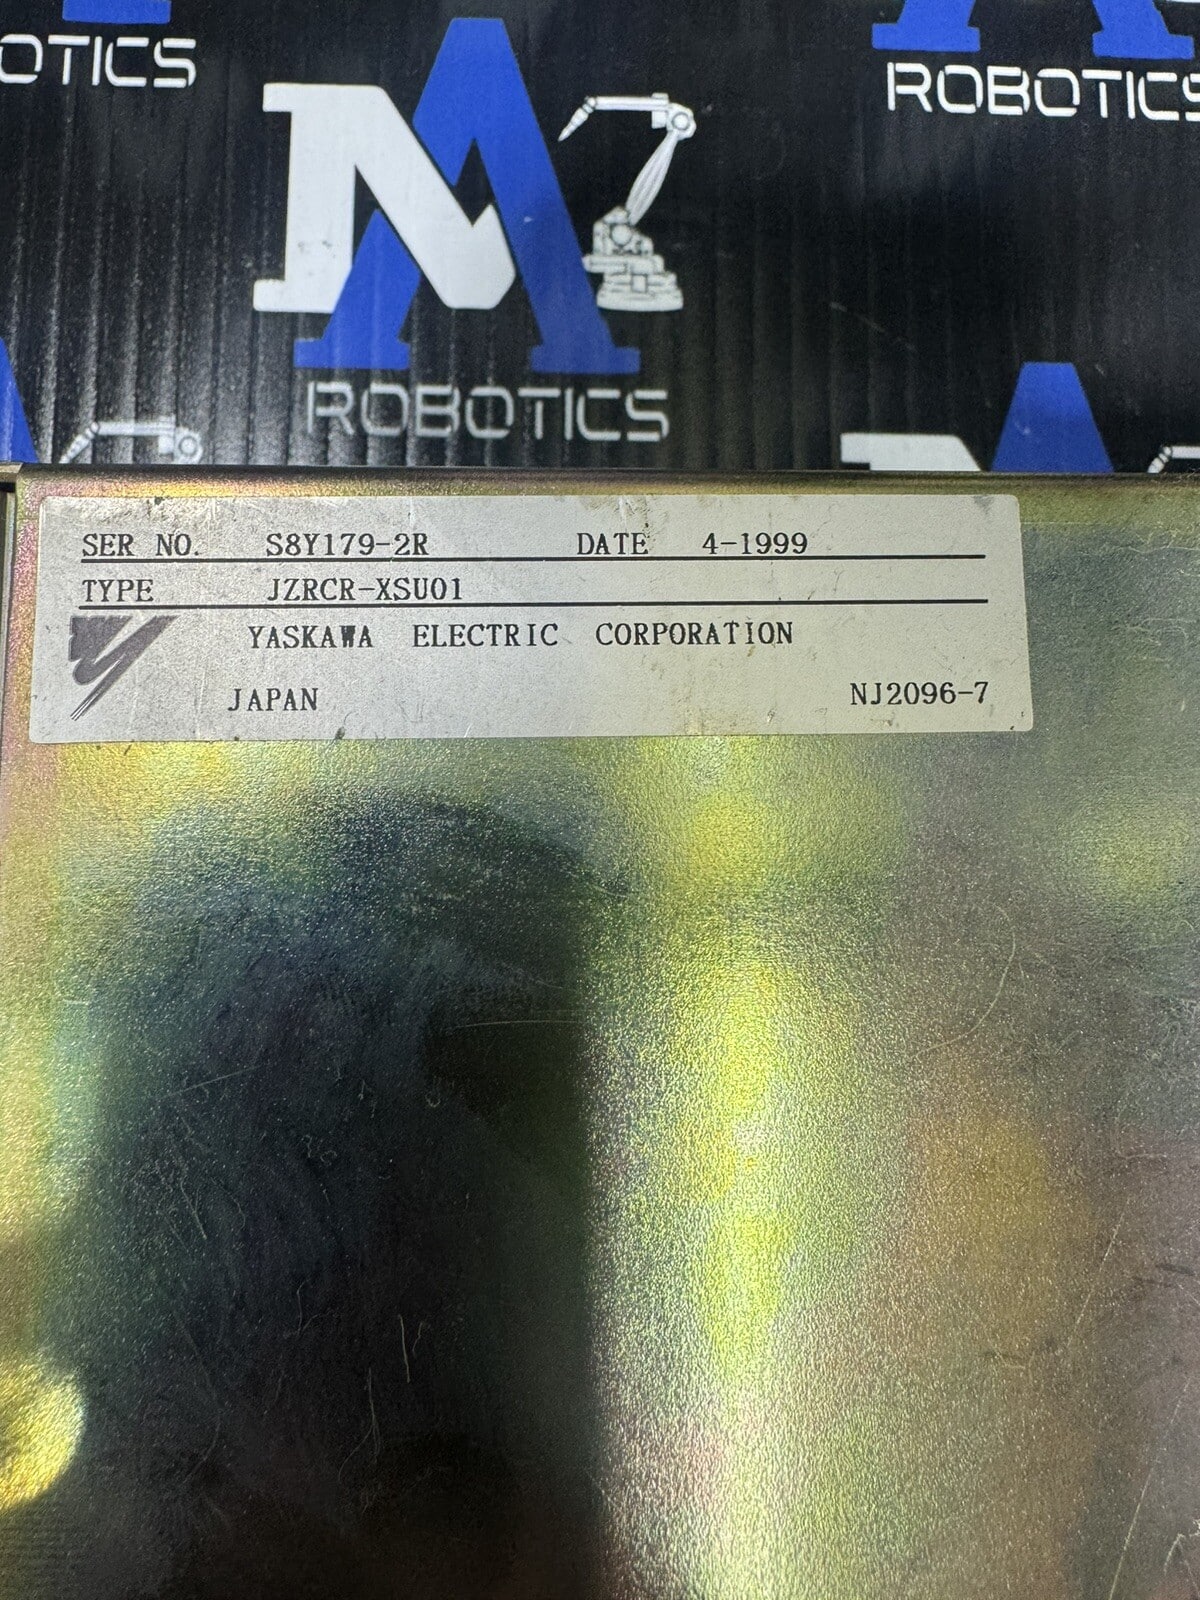 OTICS
ROBOTICS
MA
ROBOTICS
SER NO. S8Y179-2R DATE 4-1999
TYPE JZRCR-XSU01
YASKAWA ELECTRIC CORPORATION
JAPAN NJ2096-7